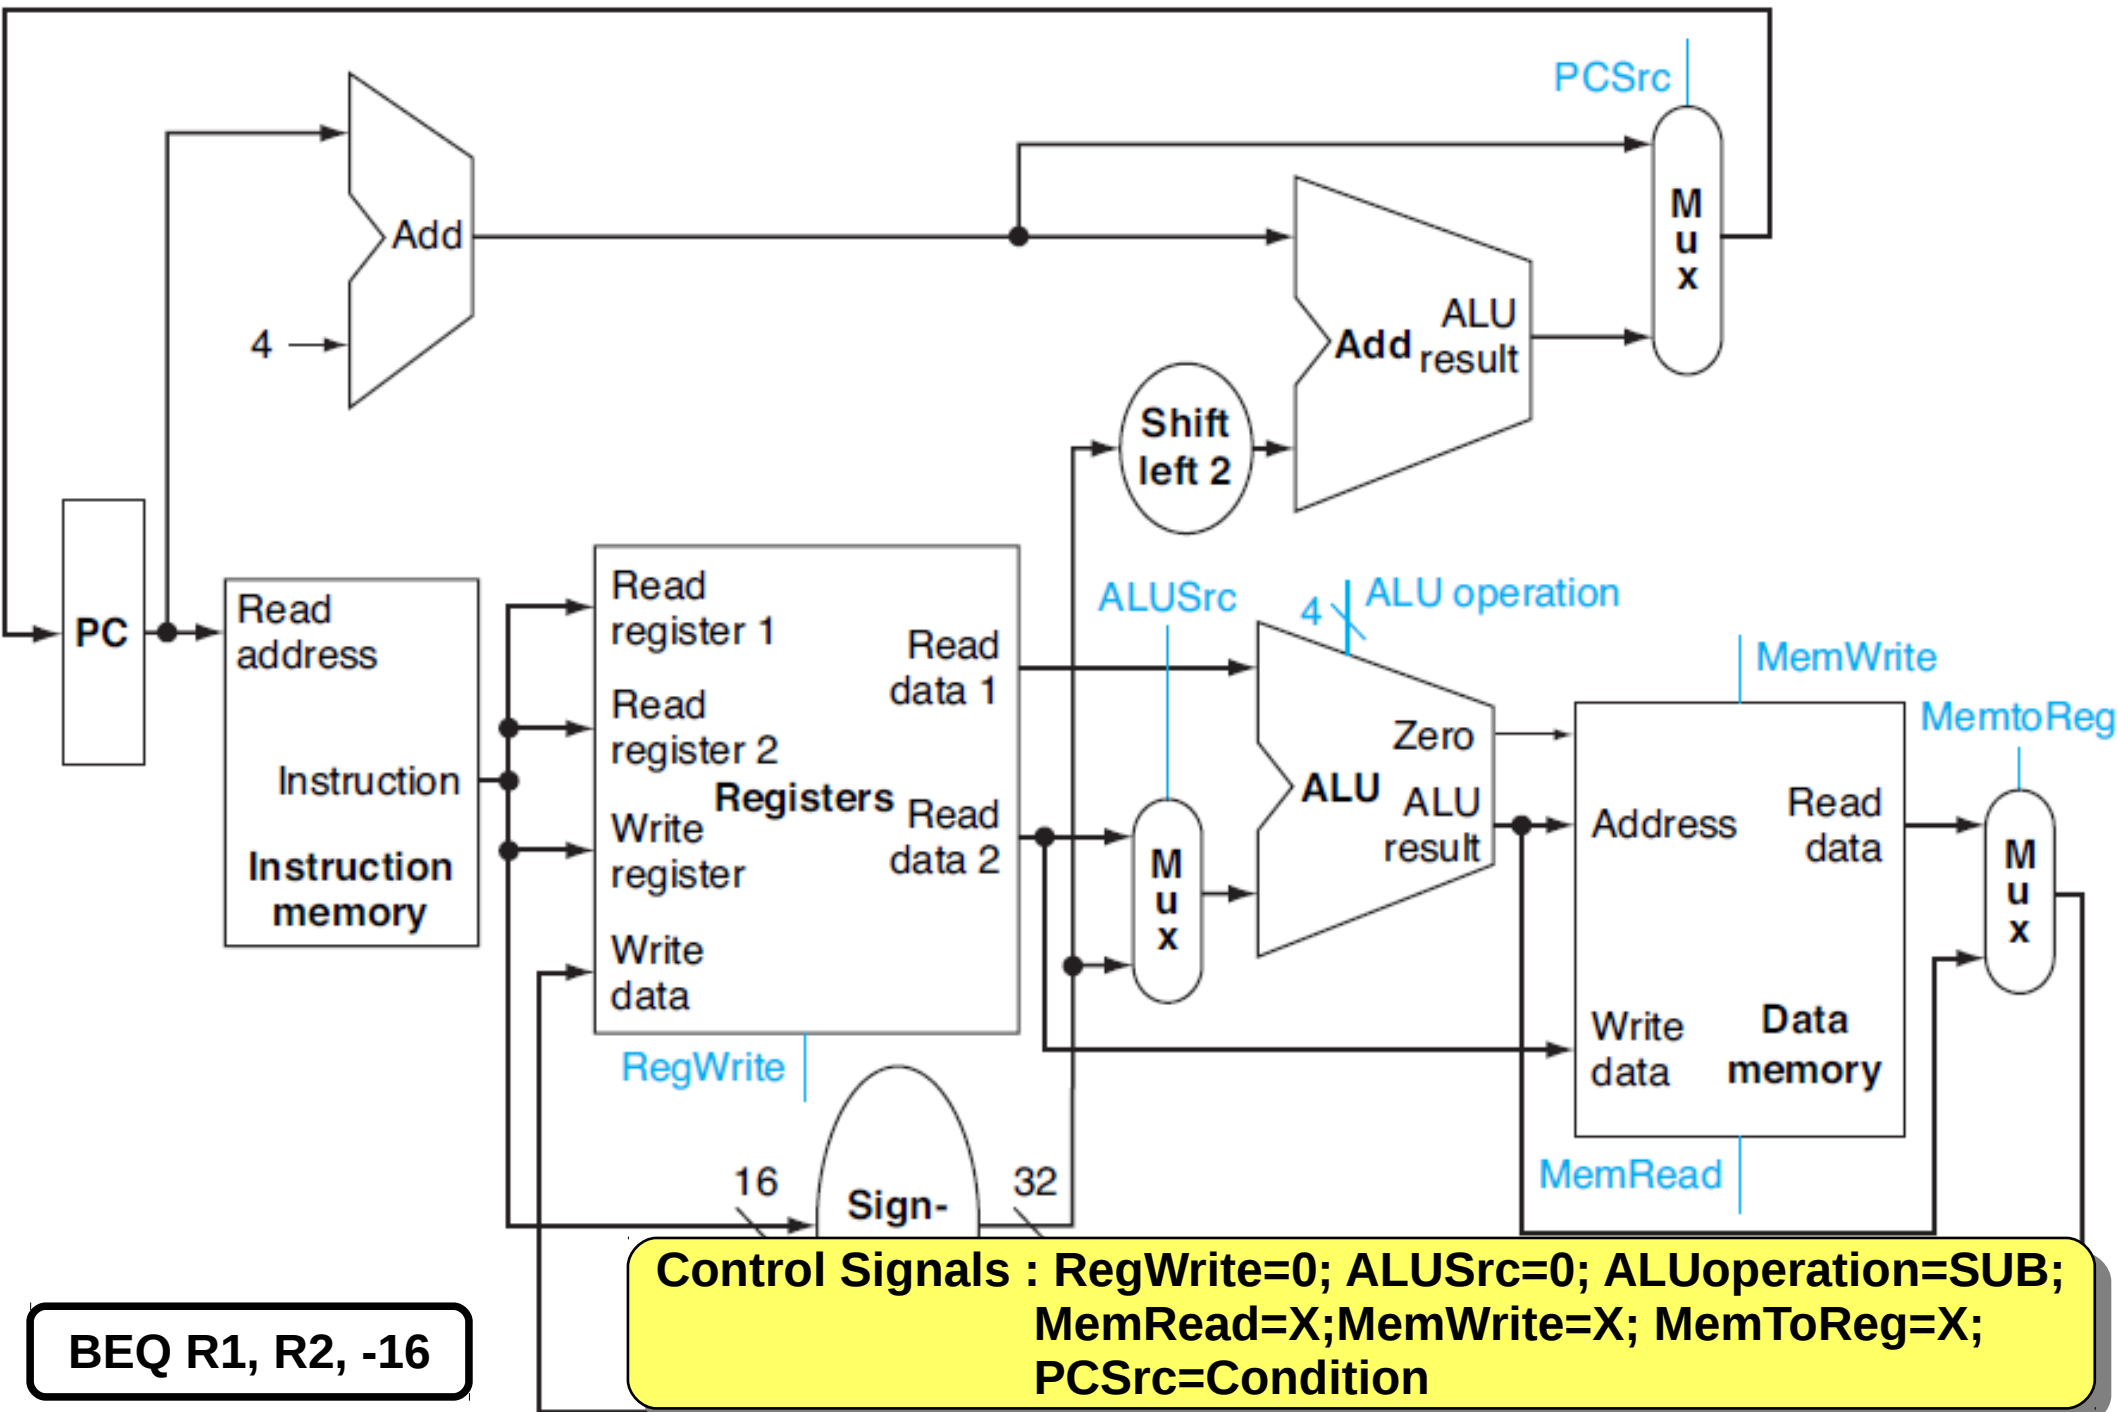 PCSrc
M
u
x
Add
4
Add
ALU
result
Shift
left 2
PC
Read
address
Instruction
Instruction
memory
Read
register 1
Read
register 2
Write
register
Write
data
Registers
Read
data 1
Read
data 2
RegWrite
16
Sign-
32
ALUSrc
M
u
x
4
ALU operation
Zero
ALU
ALU
result
MemWrite
Address
Read
data
Write
data
Data
memory
MemRead
MemtoReg
M
u
x
BEQ R1, R2, -16
Control Signals : RegWrite=0; ALUSrc=0; ALUoperation=SUB;
MemRead=X;MemWrite=X; MemToReg=X;
PCSrc=Condition